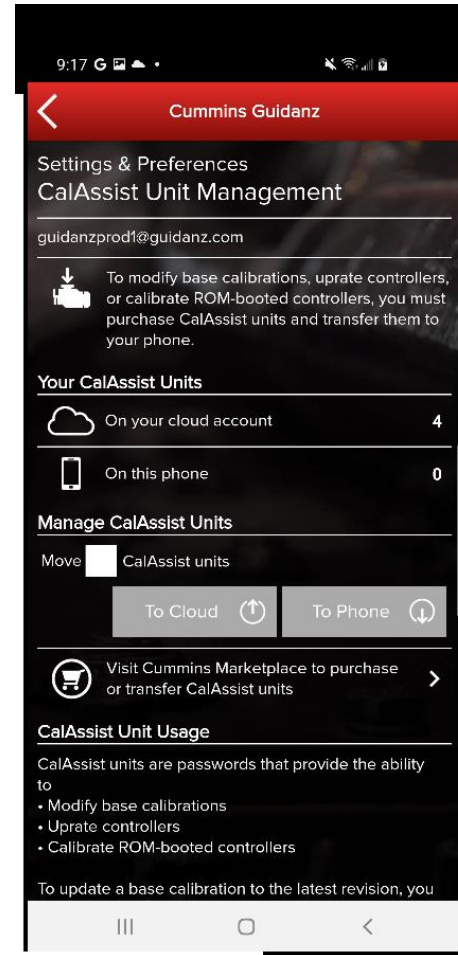 9:17 G
Cummins Guidanz
Settings & Preferences
CalAssist Unit Management
guidanzprod1@guidanz.com
To modify base calibrations, uprate controllers,
or calibrate ROM-booted controllers, you must
purchase CalAssist units and transfer them to
your phone.
Your CalAssist Units
On your cloud account 4
On this phone 0
Manage CalAssist Units
Move CalAssist units
To Cloud To Phone
Visit Cummins Marketplace to purchase
or transfer CalAssist units
CalAssist Unit Usage
CalAssist units are passwords that provide the ability
to
• Modify base calibrations
• Uprate controllers
• Calibrate ROM-booted controllers
To update a base calibration to the latest revision, you